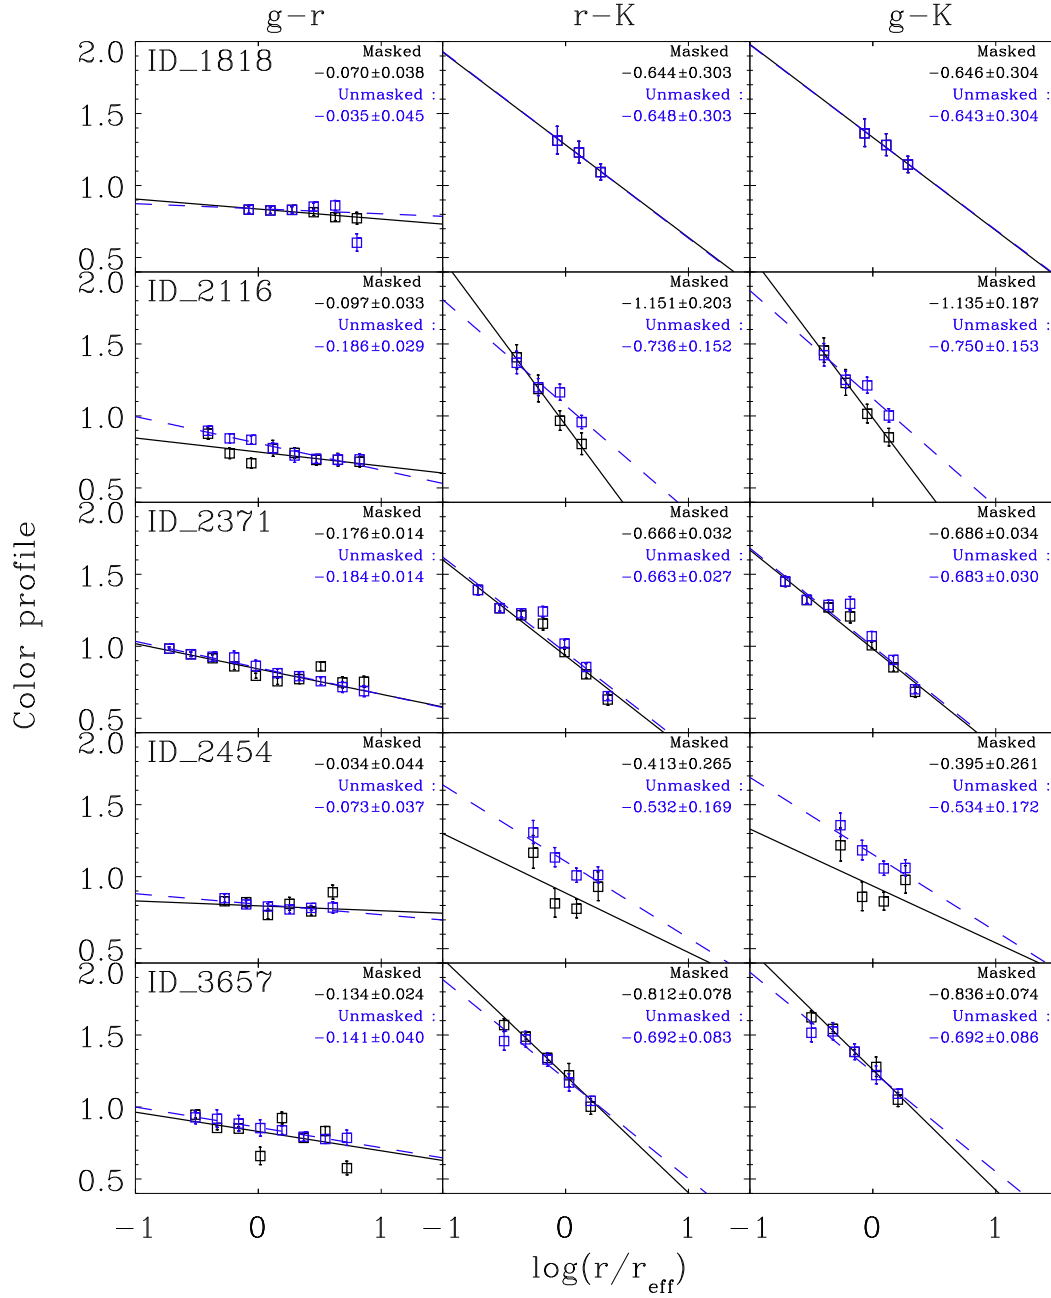 g-r r-K g-K
2.0 ID_1818 Masked Masked Masked
-0.070±0.038 -0.644±0.303 -0.646±0.304
Unmasked : Unmasked : Unmasked :
-0.035±0.045 -0.648±0.303 -0.643±0.304
1.5
1.0
0.5
2.0 ID_2116 Masked Masked Masked
-0.097±0.033 -1.151±0.203 -1.135±0.187
Unmasked : Unmasked : Unmasked :
-0.186±0.029 -0.736±0.152 -0.750±0.153
1.5
1.0
0.5
2.0 ID_2371 Masked Masked Masked
-0.176±0.014 -0.666±0.032 -0.686±0.034
Unmasked : Unmasked : Unmasked :
-0.184±0.014 -0.663±0.027 -0.683±0.030
1.5
1.0
0.5
Color profile
2.0 ID_2454 Masked Masked Masked
-0.034±0.044 -0.413±0.265 -0.395±0.261
Unmasked : Unmasked : Unmasked :
-0.073±0.037 -0.532±0.169 -0.534±0.172
1.5
1.0
0.5
2.0 ID_3657 Masked Masked Masked
-0.134±0.024 -0.812±0.078 -0.836±0.074
Unmasked : Unmasked : Unmasked :
-0.141±0.040 -0.692±0.083 -0.692±0.086
1.5
1.0
0.5
-1 0 1 -1 0 1 -1 0 1
log(r/r_eff)